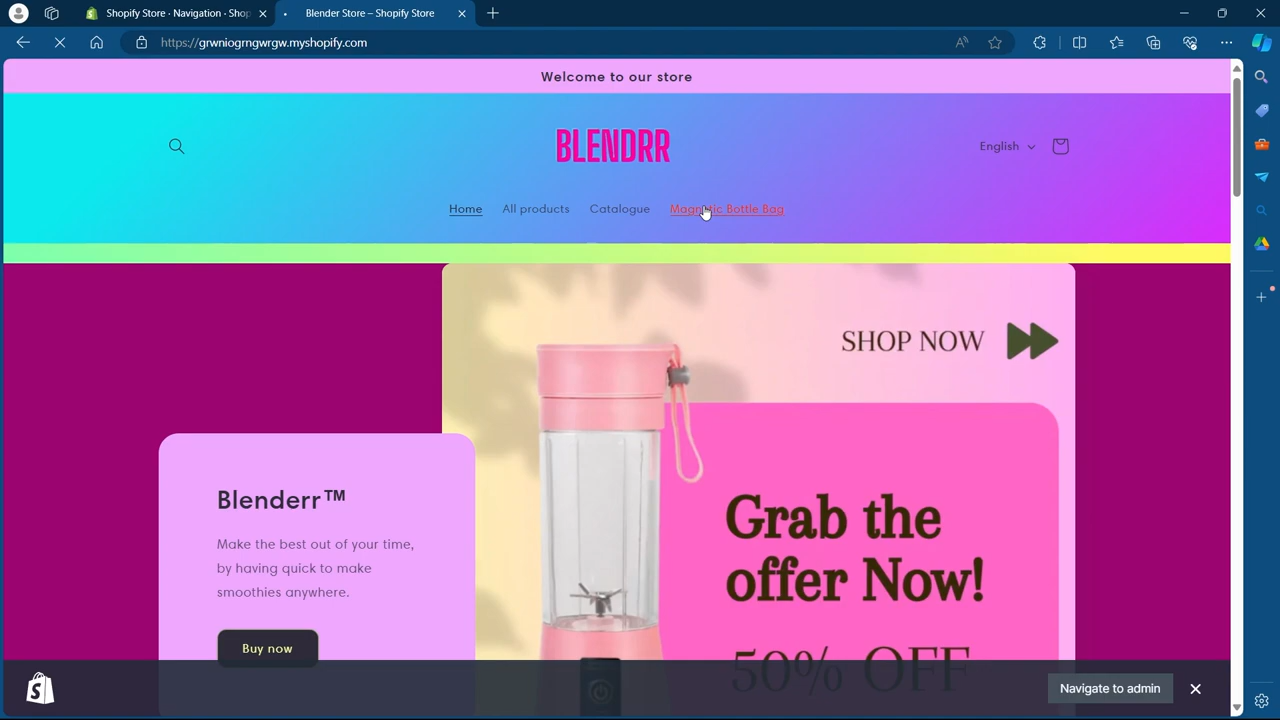 Shopify Store · Navigation · Shop
Blender Store – Shopify Store
https://grwniogrngwrgw.myshopify.com
Welcome to our store
BLENDRR
English
Home All products Catalogue Magnetic Bottle Bag
SHOP NOW
Grab the
offer Now!
50% OFF
Blenderr™
Make the best out of your time,
by having quick to make
smoothies anywhere.
Buy now
Navigate to admin